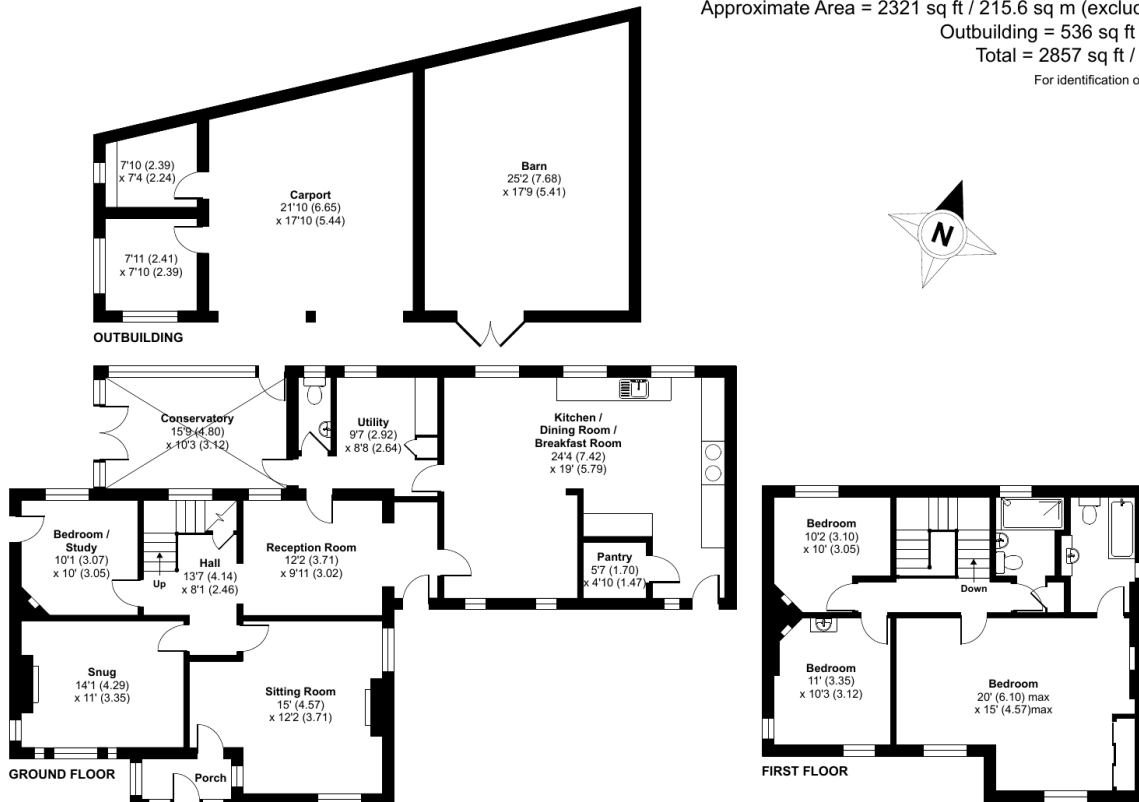 Approximate Area = 2321 sq ft / 215.6 sq m (exclu
Outbuilding = 536 sq ft
Total = 2857 sq ft /
For identification o
7'10 (2.39)
x 7'4 (2.24)
Carport
21'10 (6.65)
x 17'10 (5.44)
Barn
25'2 (7.68)
x 17'9 (5.41)
7'11 (2.41)
x 7'10 (2.39)
N
OUTBUILDING
Conservatory
15'9 (4.80)
x 10'3 (3.12)
Utility
9'7 (2.92)
x 8'8 (2.64)
Kitchen /
Dining Room /
Breakfast Room
24'4 (7.42)
x 19' (5.79)
Bedroom /
Study
10'1 (3.07)
x 10' (3.05)
Up
Hall
13'7 (4.14)
x 8'1 (2.46)
Reception Room
12'2 (3.71)
x 9'11 (3.02)
Pantry
5'7 (1.70)
x 4'10 (1.47)
Snug
14'1 (4.29)
x 11' (3.35)
Sitting Room
15' (4.57)
x 12'2 (3.71)
Porch
GROUND FLOOR
Bedroom
10'2 (3.10)
x 10' (3.05)
Down
Bedroom
11' (3.35)
x 10'3 (3.12)
Bedroom
20' (6.10) max
x 15' (4.57)max
FIRST FLOOR